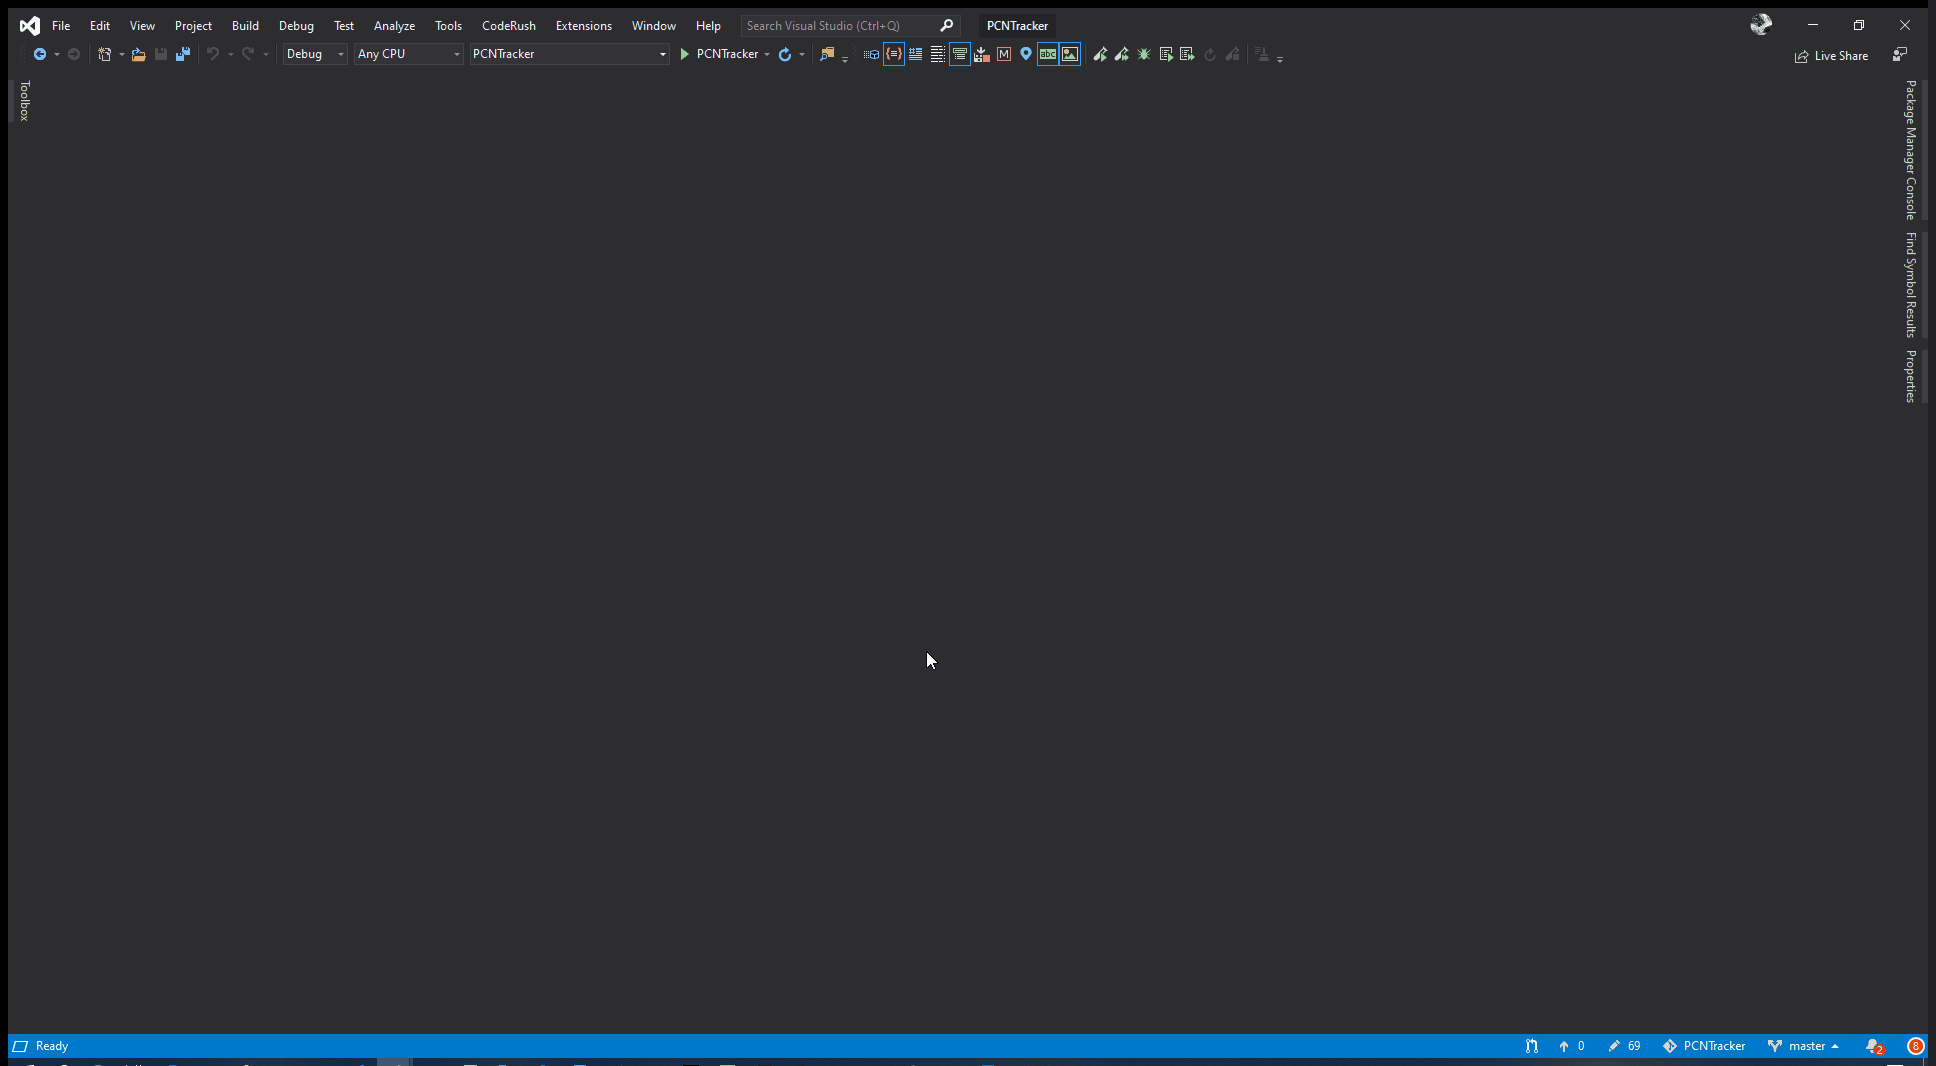 File Edit View Project Build Debug Test Analyze Tools CodeRush Extensions Window Help Search Visual Studio (Ctrl+Q) PCNTracker
Debug Any CPU PCNTracker PCNTracker M abc Live Share
Toolbox
Package Manager Console
Find Symbol Results
Properties
Ready 0 69 PCNTracker master 2 8